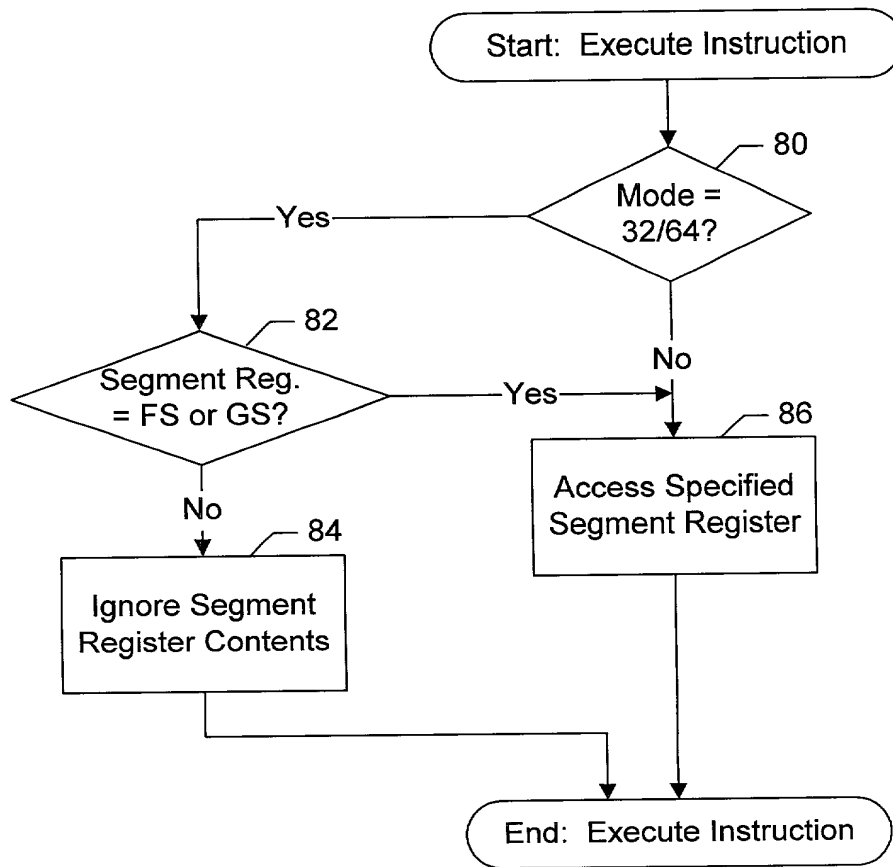 Start: Execute Instruction
80
Mode =
32/64?
Yes
82
No
Segment Reg.
= FS or GS?
Yes
86
Access Specified
Segment Register
No
84
Ignore Segment
Register Contents
End: Execute Instruction